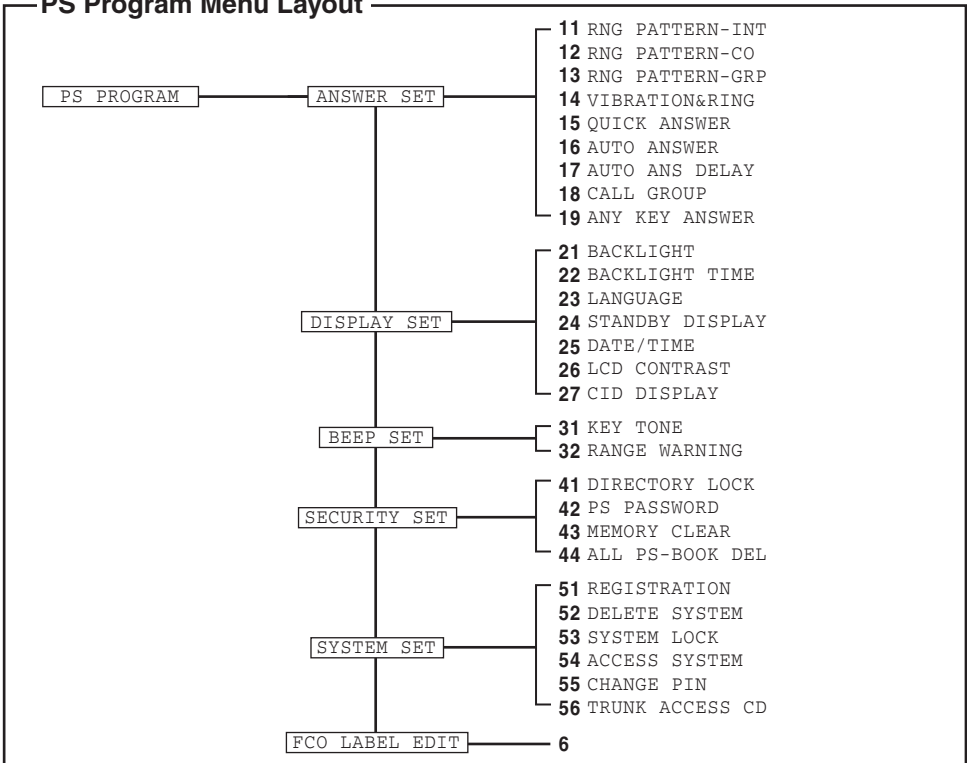 PS Program Menu Layout
PS PROGRAM
ANSWER SET
11 RNG PATTERN-INT
12 RNG PATTERN-CO
13 RNG PATTERN-GRP
14 VIBRATION&RING
15 QUICK ANSWER
16 AUTO ANSWER
17 AUTO ANS DELAY
18 CALL GROUP
19 ANY KEY ANSWER
DISPLAY SET
21 BACKLIGHT
22 BACKLIGHT TIME
23 LANGUAGE
24 STANDBY DISPLAY
25 DATE/TIME
26 LCD CONTRAST
27 CID DISPLAY
BEEP SET
31 KEY TONE
32 RANGE WARNING
SECURITY SET
41 DIRECTORY LOCK
42 PS PASSWORD
43 MEMORY CLEAR
44 ALL PS-BOOK DEL
SYSTEM SET
51 REGISTRATION
52 DELETE SYSTEM
53 SYSTEM LOCK
54 ACCESS SYSTEM
55 CHANGE PIN
56 TRUNK ACCESS CD
FCO LABEL EDIT
6